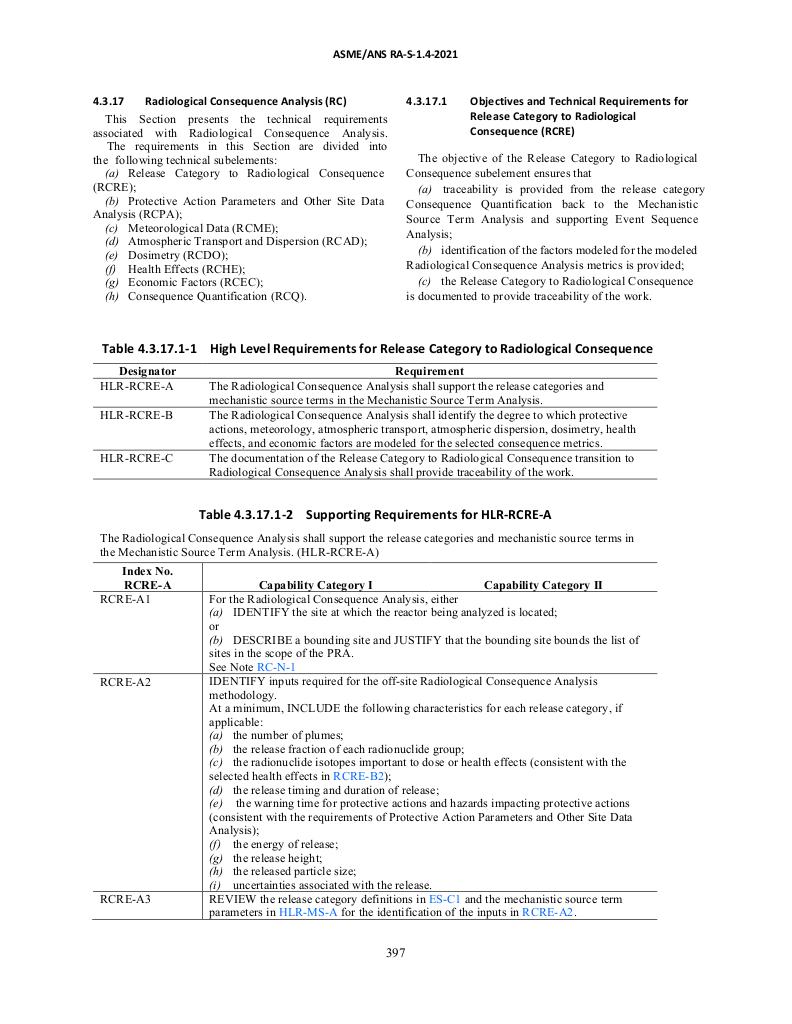 ASME/ANS RA-S-1.4-2021
4.3.17 Radiological Consequence Analysis (RC)
This Section presents the technical requirements
associated with Radiological Consequence Analysis.
The requirements in this Section are divided into
the following technical subelements:
(a) Release Category to Radiological Consequence
(RCRE);
(b) Protective Action Parameters and Other Site Data
Analysis (RCPA);
(c) Meteorological Data (RCME);
(d) Atmospheric Transport and Dispersion (RCAD);
(e) Dosimetry (RCDO);
(f) Health Effects (RCHE);
(g) Economic Factors (RCEC);
(h) Consequence Quantification (RCQ).
4.3.17.1 Objectives and Technical Requirements for
Release Category to Radiological
Consequence (RCRE)
The objective of the Release Category to Radiological
Consequence subelement ensures that
(a) traceability is provided from the release category
Consequence Quantification back to the Mechanistic
Source Term Analysis and supporting Event Sequence
Analysis;
(b) identification of the factors modeled for the modeled
Radiological Consequence Analysis metrics is provided;
(c) the Release Category to Radiological Consequence
is documented to provide traceability of the work.
Table 4.3.17.1-1 High Level Requirements for Release Category to Radiological Consequence
Designator Requirement
HLR-RCRE-A The Radiological Consequence Analysis shall support the release categories and
mechanistic source terms in the Mechanistic Source Term Analysis.
HLR-RCRE-B The Radiological Consequence Analysis shall identify the degree to which protective
actions, meteorology, atmospheric transport, atmospheric dispersion, dosimetry, health
effects, and economic factors are modeled for the selected consequence metrics.
HLR-RCRE-C The documentation of the Release Category to Radiological Consequence transition to
Radiological Consequence Analysis shall provide traceability of the work.
Table 4.3.17.1-2 Supporting Requirements for HLR-RCRE-A
The Radiological Consequence Analysis shall support the release categories and mechanistic source terms in
the Mechanistic Source Term Analysis. (HLR-RCRE-A)
Index No.
RCRE-A Capability Category I Capability Category II
RCRE-A1 For the Radiological Consequence Analysis, either
(a) IDENTIFY the site at which the reactor being analyzed is located;
or
(b) DESCRIBE a bounding site and JUSTIFY that the bounding site bounds the list of
sites in the scope of the PRA.
See Note RC-N-1
RCRE-A2 IDENTIFY inputs required for the off-site Radiological Consequence Analysis
methodology.
At a minimum, INCLUDE the following characteristics for each release category, if
applicable:
(a) the number of plumes;
(b) the release fraction of each radionuclide group;
(c) the radionuclide isotopes important to dose or health effects (consistent with the
selected health effects in RCRE-B2);
(d) the release timing and duration of release;
(e) the warning time for protective actions and hazards impacting protective actions
(consistent with the requirements of Protective Action Parameters and Other Site Data
Analysis);
(f) the energy of release;
(g) the release height;
(h) the released particle size;
(i) uncertainties associated with the release.
RCRE-A3 REVIEW the release category definitions in ES-C1 and the mechanistic source term
parameters in HLR-MS-A for the identification of the inputs in RCRE-A2.
397